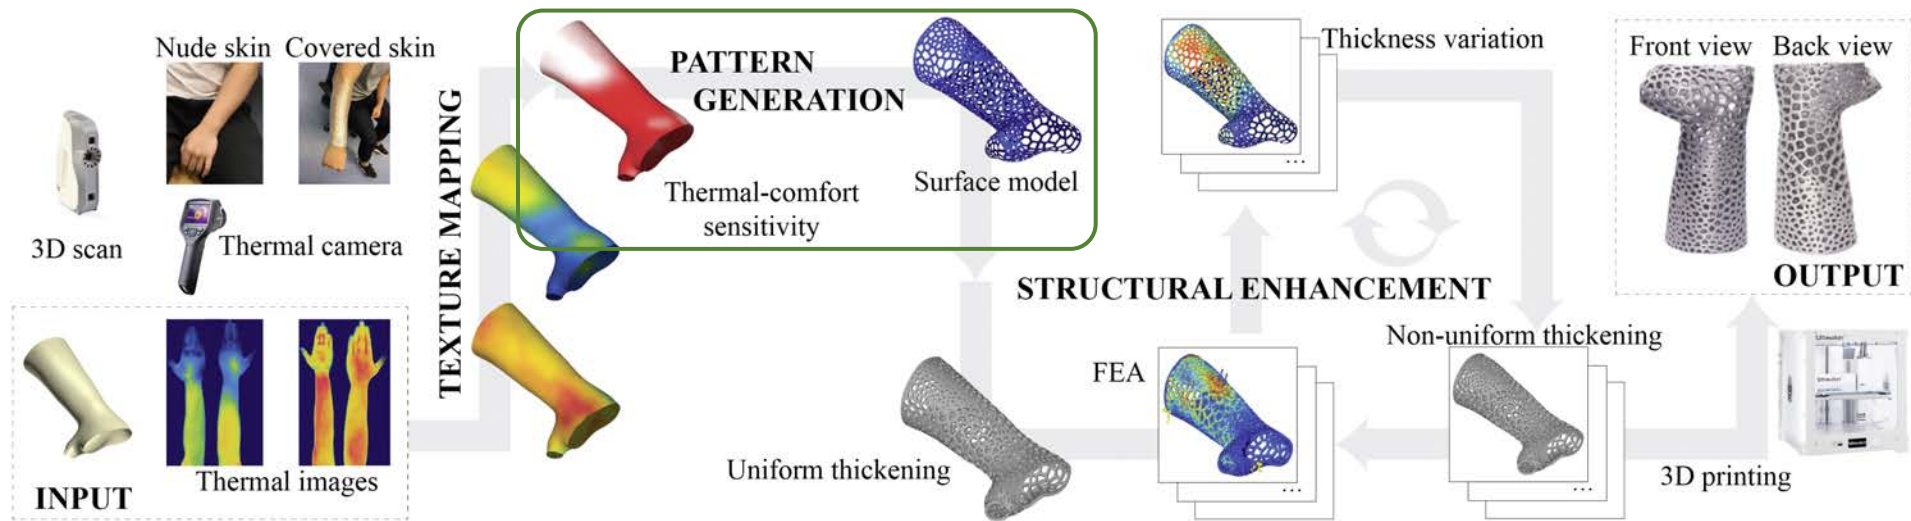 Nude skin
Covered skin
3D scan
Thermal camera
INPUT
Thermal images
TEXTURE MAPPING
PATTERN
GENERATION
Thermal-comfort
sensitivity
Surface model
Thickness variation
...
STRUCTURAL ENHANCEMENT
Uniform thickening
FEA
...
Non-uniform thickening
...
3D printing
Front view
Back view
OUTPUT
Ultimaker